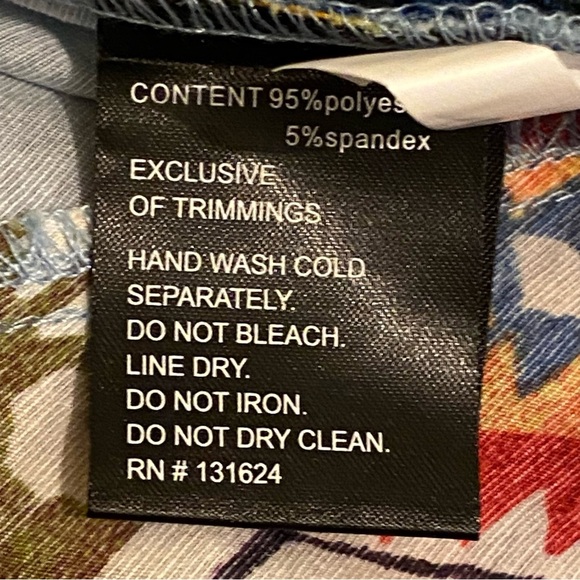 CONTENT 95%polyes
5%spandex
EXCLUSIVE
OF TRIMMINGS
HAND WASH COLD
SEPARATELY.
DO NOT BLEACH.
LINE DRY.
DO NOT IRON.
DO NOT DRY CLEAN.
RN # 131624